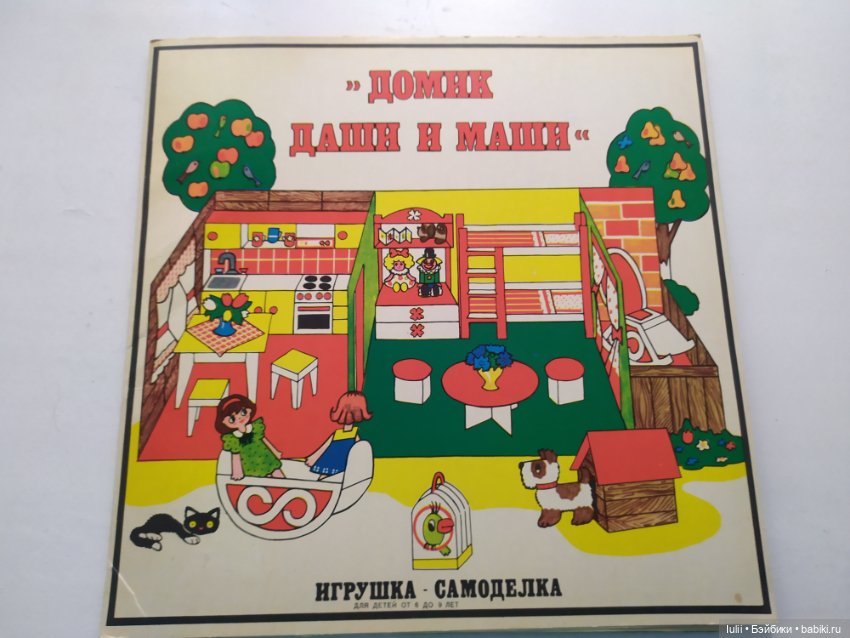 » ДОМИК
ДАШИ И МАШИ «
ИГРУШКА - САМОДЕЛКА
ДЛЯ ДЕТЕЙ ОТ 6 ДО 9 ЛЕТ
Iulii • Бэйбики • babiki.ru